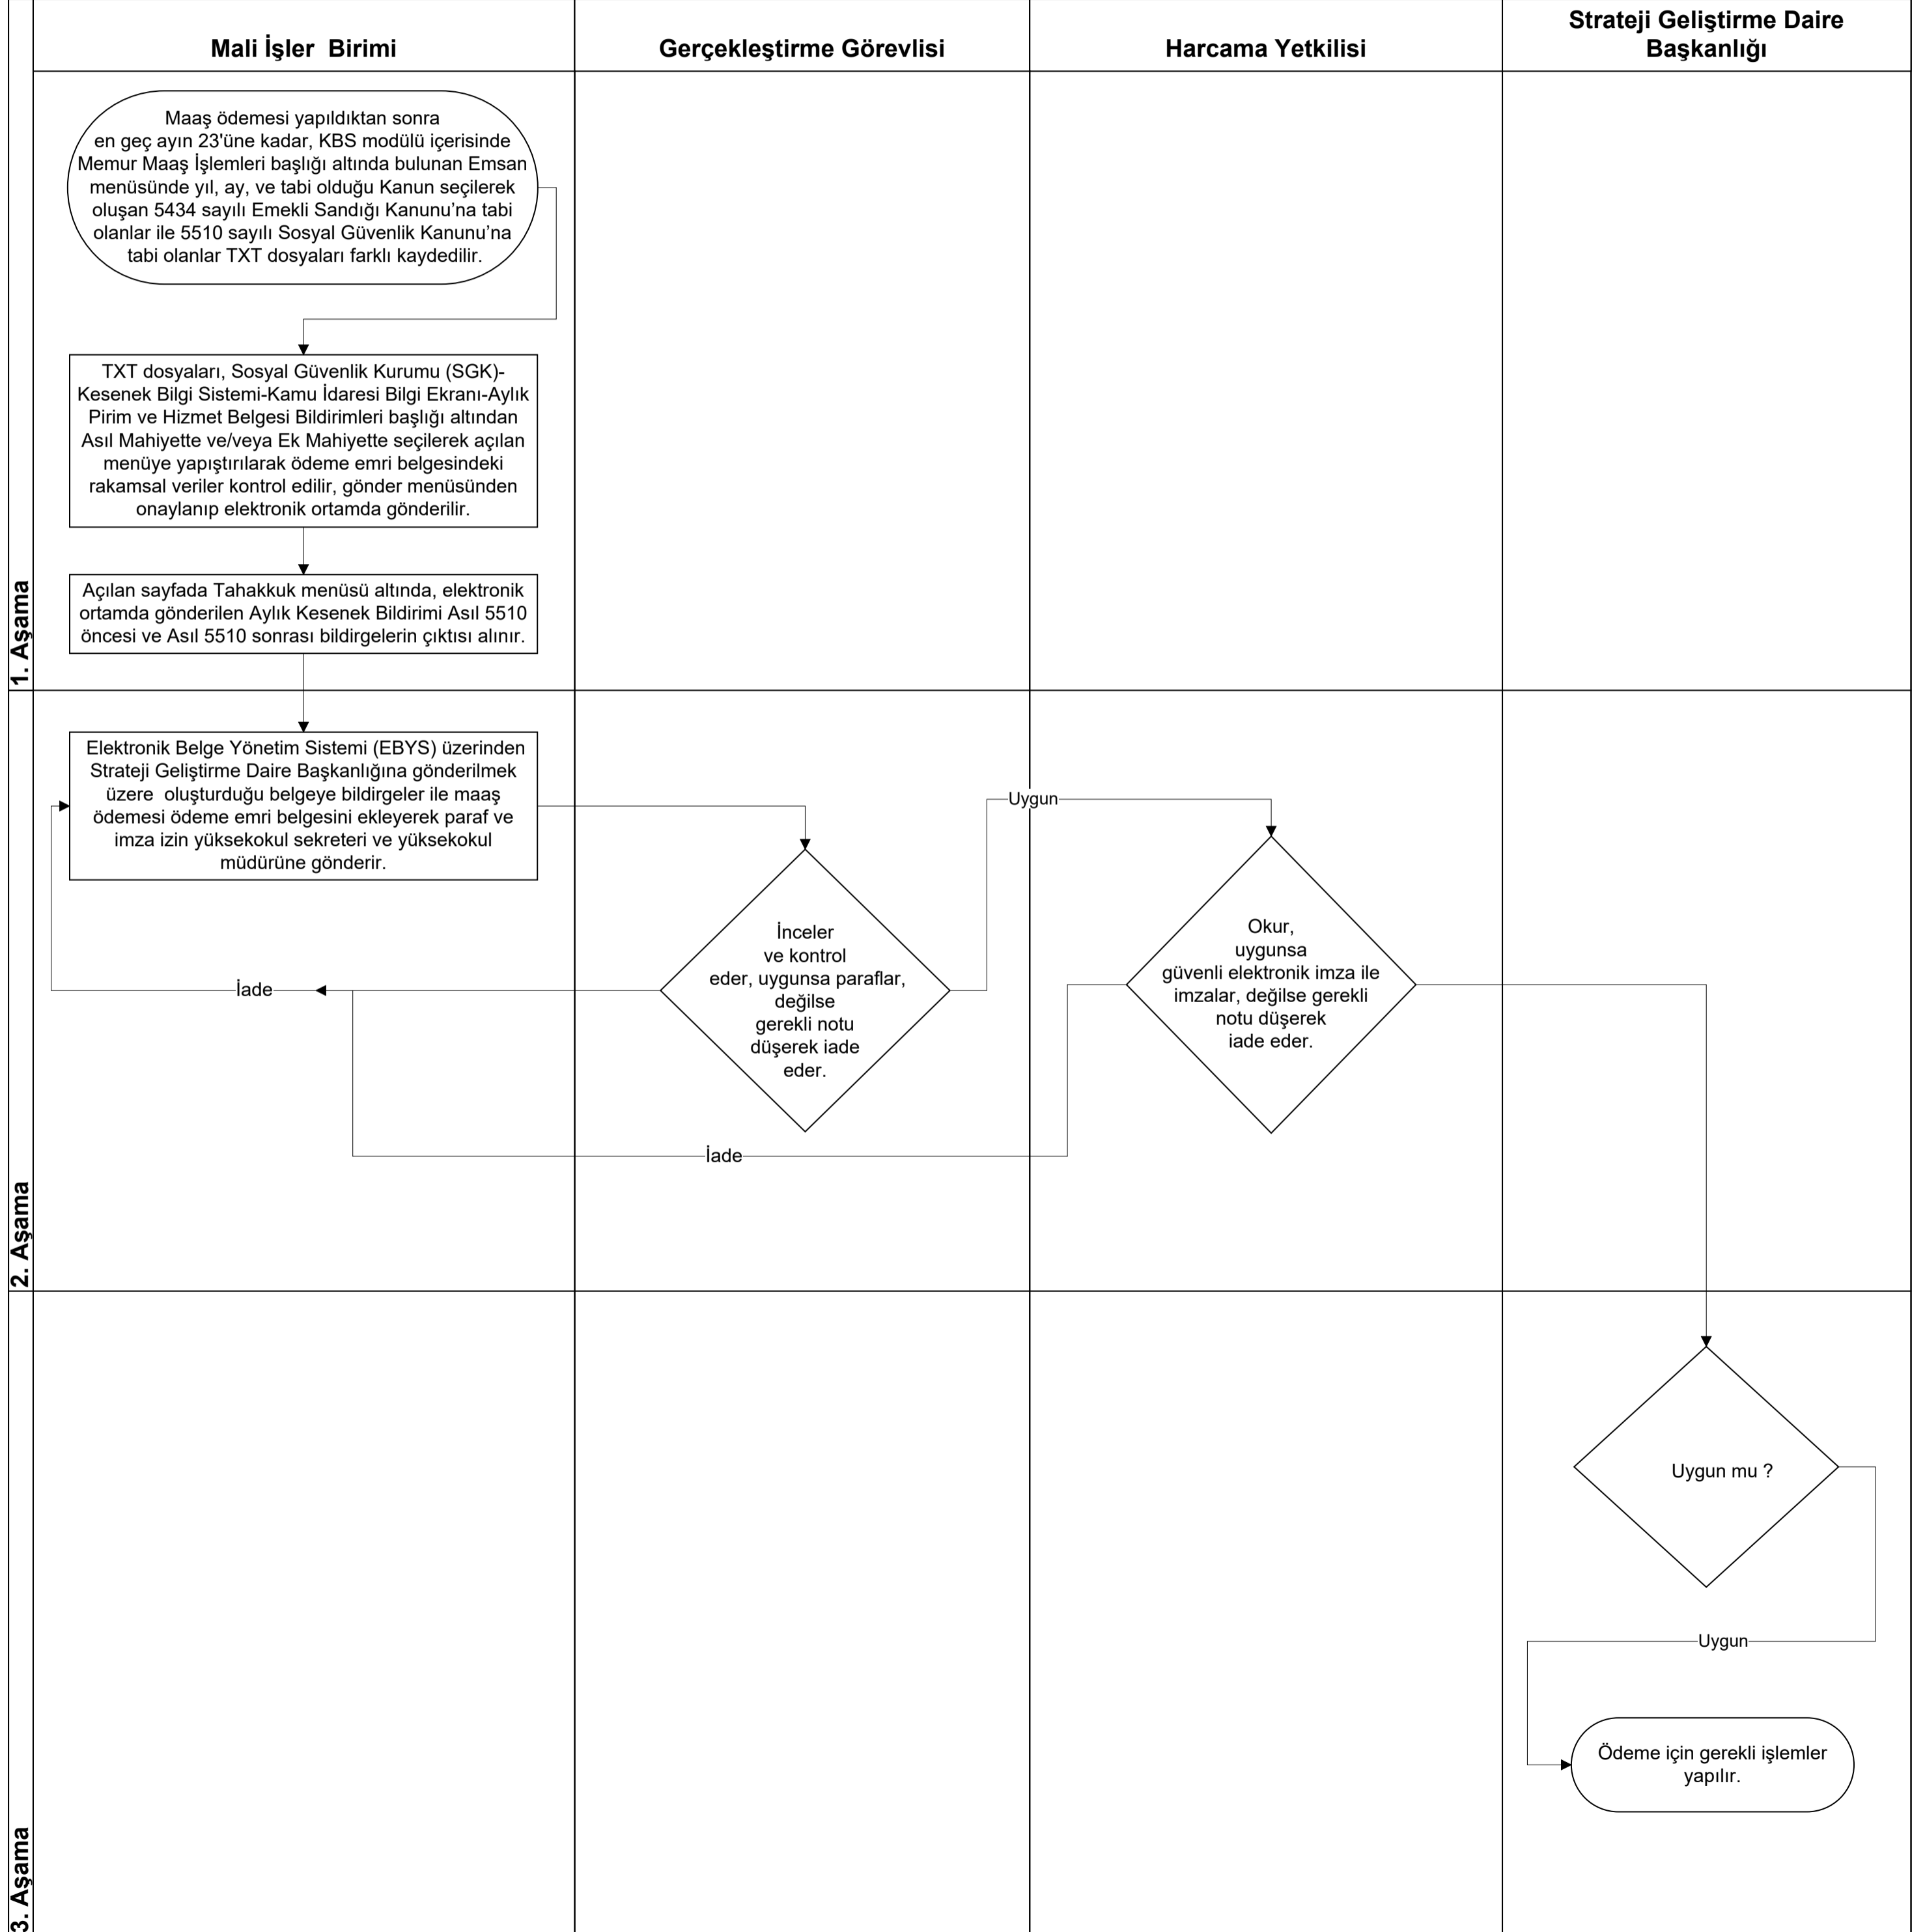 Mali İşler  Birimi
Gerçekleştirme Görevlisi
Harcama Yetkilisi
Strateji Geliştirme Daire
Başkanlığı
1. Aşama
Maaş ödemesi yapıldıktan sonra
en geç ayın 23'üne kadar, KBS modülü içerisinde
Memur Maaş İşlemleri başlığı altında bulunan Emsan
menüsünde yıl, ay, ve tabi olduğu Kanun seçilerek
oluşan 5434 sayılı Emekli Sandığı Kanunu’na tabi
olanlar ile 5510 sayılı Sosyal Güvenlik Kanunu’na
tabi olanlar TXT dosyaları farklı kaydedilir.
TXT dosyaları, Sosyal Güvenlik Kurumu (SGK)-
Kesenek Bilgi Sistemi-Kamu İdaresi Bilgi Ekranı-Aylık
Pirim ve Hizmet Belgesi Bildirimleri başlığı altından
Asıl Mahiyette ve/veya Ek Mahiyette seçilerek açılan
menüye yapıştırılarak ödeme emri belgesindeki
rakamsal veriler kontrol edilir, gönder menüsünden
onaylanıp elektronik ortamda gönderilir.
Açılan sayfada Tahakkuk menüsü altında, elektronik
ortamda gönderilen Aylık Kesenek Bildirimi Asıl 5510
öncesi ve Asıl 5510 sonrası bildirgelerin çıktısı alınır.
2. Aşama
Elektronik Belge Yönetim Sistemi (EBYS) üzerinden
Strateji Geliştirme Daire Başkanlığına gönderilmek
üzere  oluşturduğu belgeye bildirgeler ile maaş
ödemesi ödeme emri belgesini ekleyerek paraf ve
imza izin yüksekokul sekreteri ve yüksekokul
müdürüne gönderir.
İade
İnceler
ve kontrol
eder, uygunsa paraflar,
değilse
gerekli notu
düşerek iade
eder.
Uygun
Okur,
uygunsa
güvenli elektronik imza ile
imzalar, değilse gerekli
notu düşerek
iade eder.
İade
3. Aşama
Uygun mu ?
Uygun
Ödeme için gerekli işlemler
yapılır.